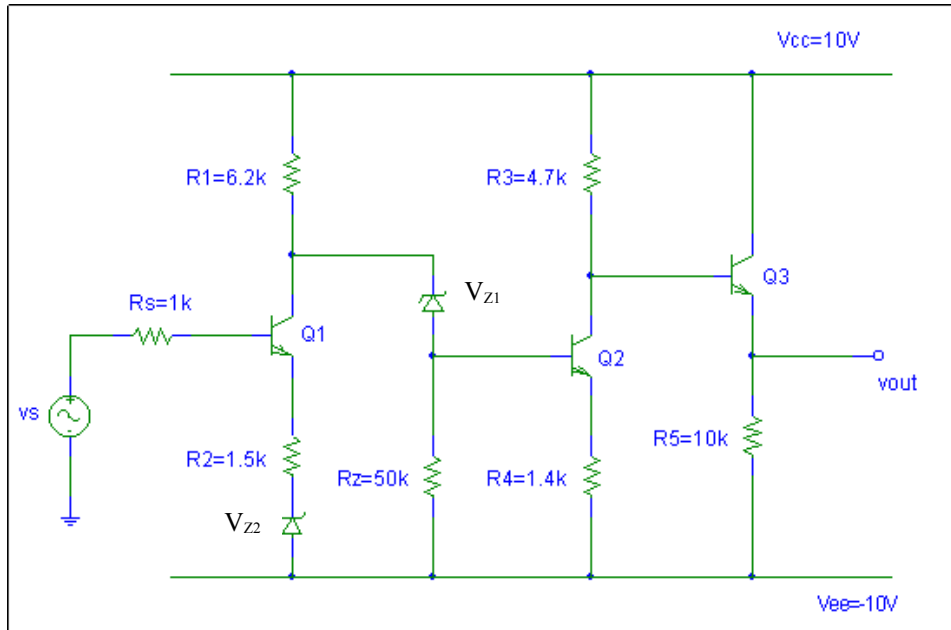 Vcc=10V
R1=6.2k
R3=4.7k
VZ1
Q3
Rs=1k
Q1
Q2
vout
vs
R5=10k
R2=1.5k
Rz=50k
R4=1.4k
VZ2
Vee=-10V